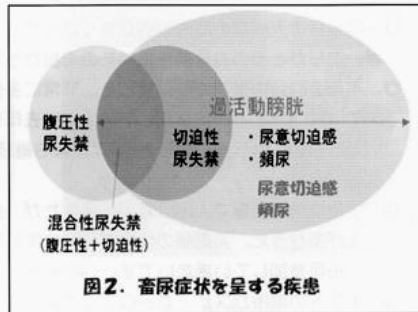 過活動膀胱
腹圧性
尿失禁
切迫性
尿失禁
・尿意切迫感
・頻尿
尿意切迫感
頻尿
混合性尿失禁
(腹圧性+切迫性)
図2. 畜尿症状を呈する疾患